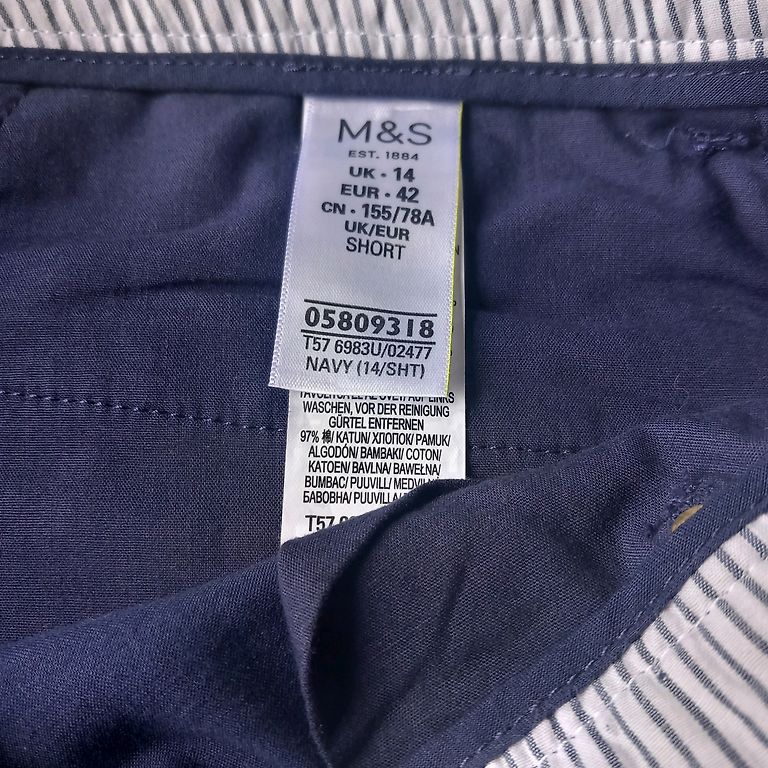 M&S
EST. 1884
UK • 14
EUR • 42
CN • 155/78A
UK/EUR
SHORT
05809318
T57 6983U/02477
NAVY (14/SHT)
WASCHEN, VOR DER REINIGUNG
GÜRTEL ENTFERNEN
97% 棉/ KATUN/ ХЛОПОК/ PAMUK/
ALGODÓN/ BAMBAKI/ COTON/
KATOEN/ BAVLNA/ BAWEŁNA/
BUMBAC/ PUUVILL/
БАВОВНА/ PUUVILLA/
T57